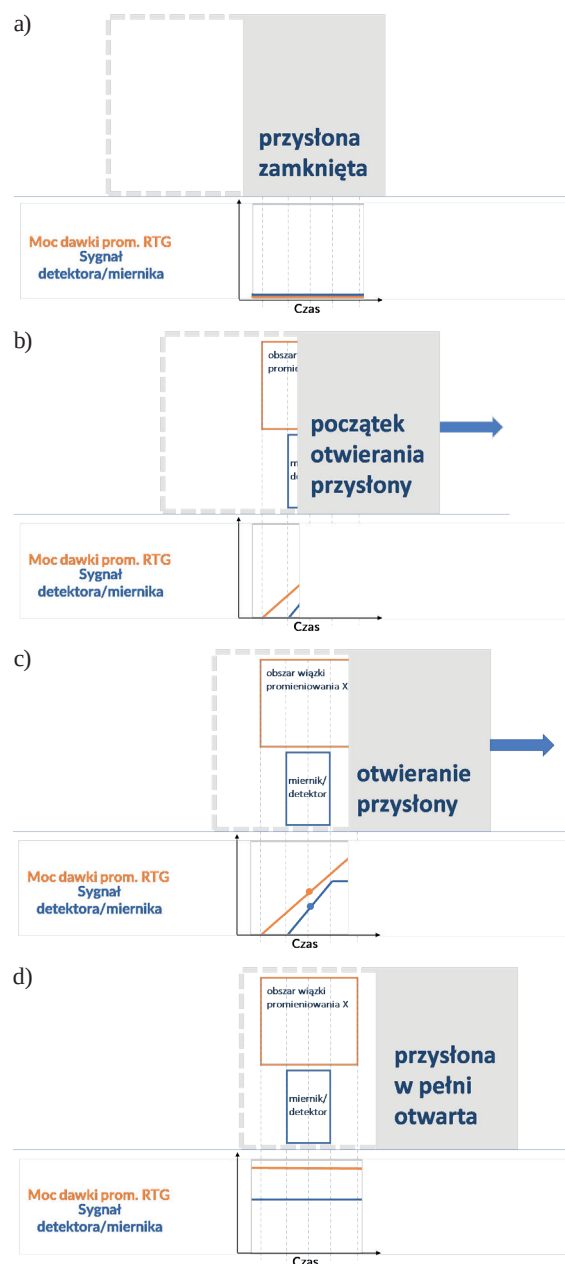 a)
przysłona
zamknięta
Moc dawki prom. RTG
Sygnał
detektora/miernika
Czas
b)
obszar
promie
mi
de
początek
otwierania
przysłony
Moc dawki prom. RTG
Sygnał
detektora/miernika
Czas
c)
obszar wiązki
promieniowania X
miernik/
detektor
otwieranie
przysłony
Moc dawki prom. RTG
Sygnał
detektora/miernika
Czas
d)
obszar wiązki
promieniowania X
miernik/
detektor
przysłona
w pełni
otwarta
Moc dawki prom. RTG
Sygnał
detektora/miernika
Czas